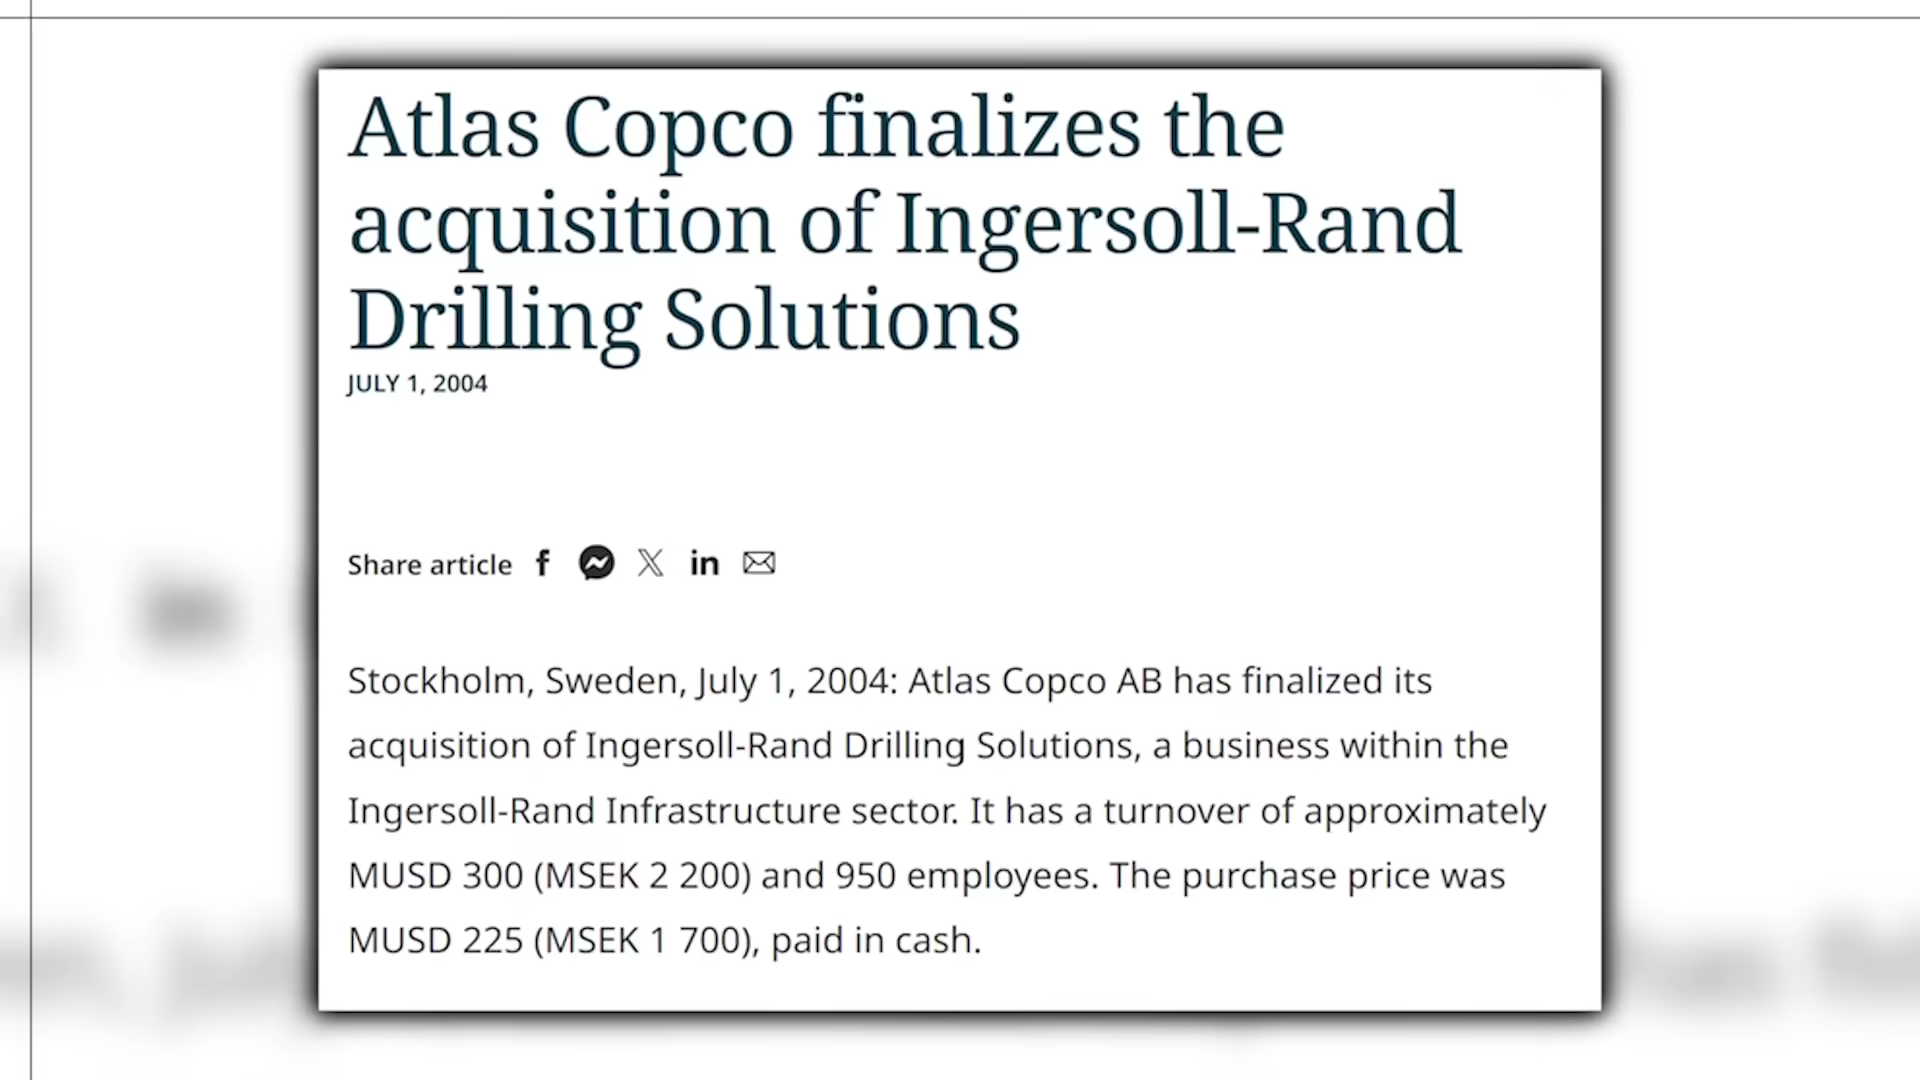 Atlas Copco finalizes the
acquisition of Ingersoll-Rand
Drilling Solutions
JULY 1, 2004
Share article
Stockholm, Sweden, July 1, 2004: Atlas Copco AB has finalized its
acquisition of Ingersoll-Rand Drilling Solutions, a business within the
Ingersoll-Rand Infrastructure sector. It has a turnover of approximately
MUSD 300 (MSEK 2 200) and 950 employees. The purchase price was
MUSD 225 (MSEK 1 700), paid in cash.